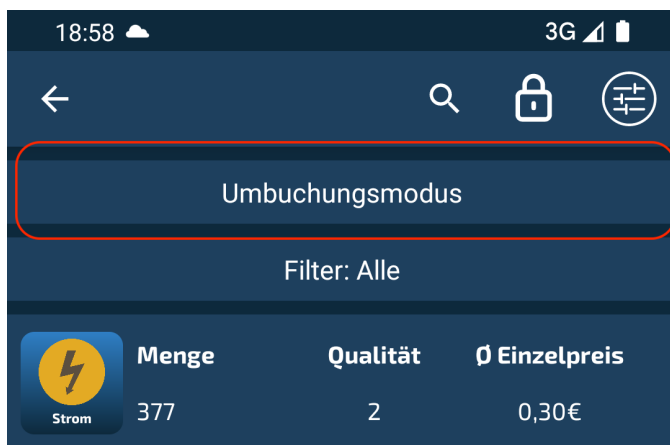 18:58 3G
Umbuchungsmodus
Filter: Alle
Menge Qualität Ø Einzelpreis
Strom 377 2 0,30€